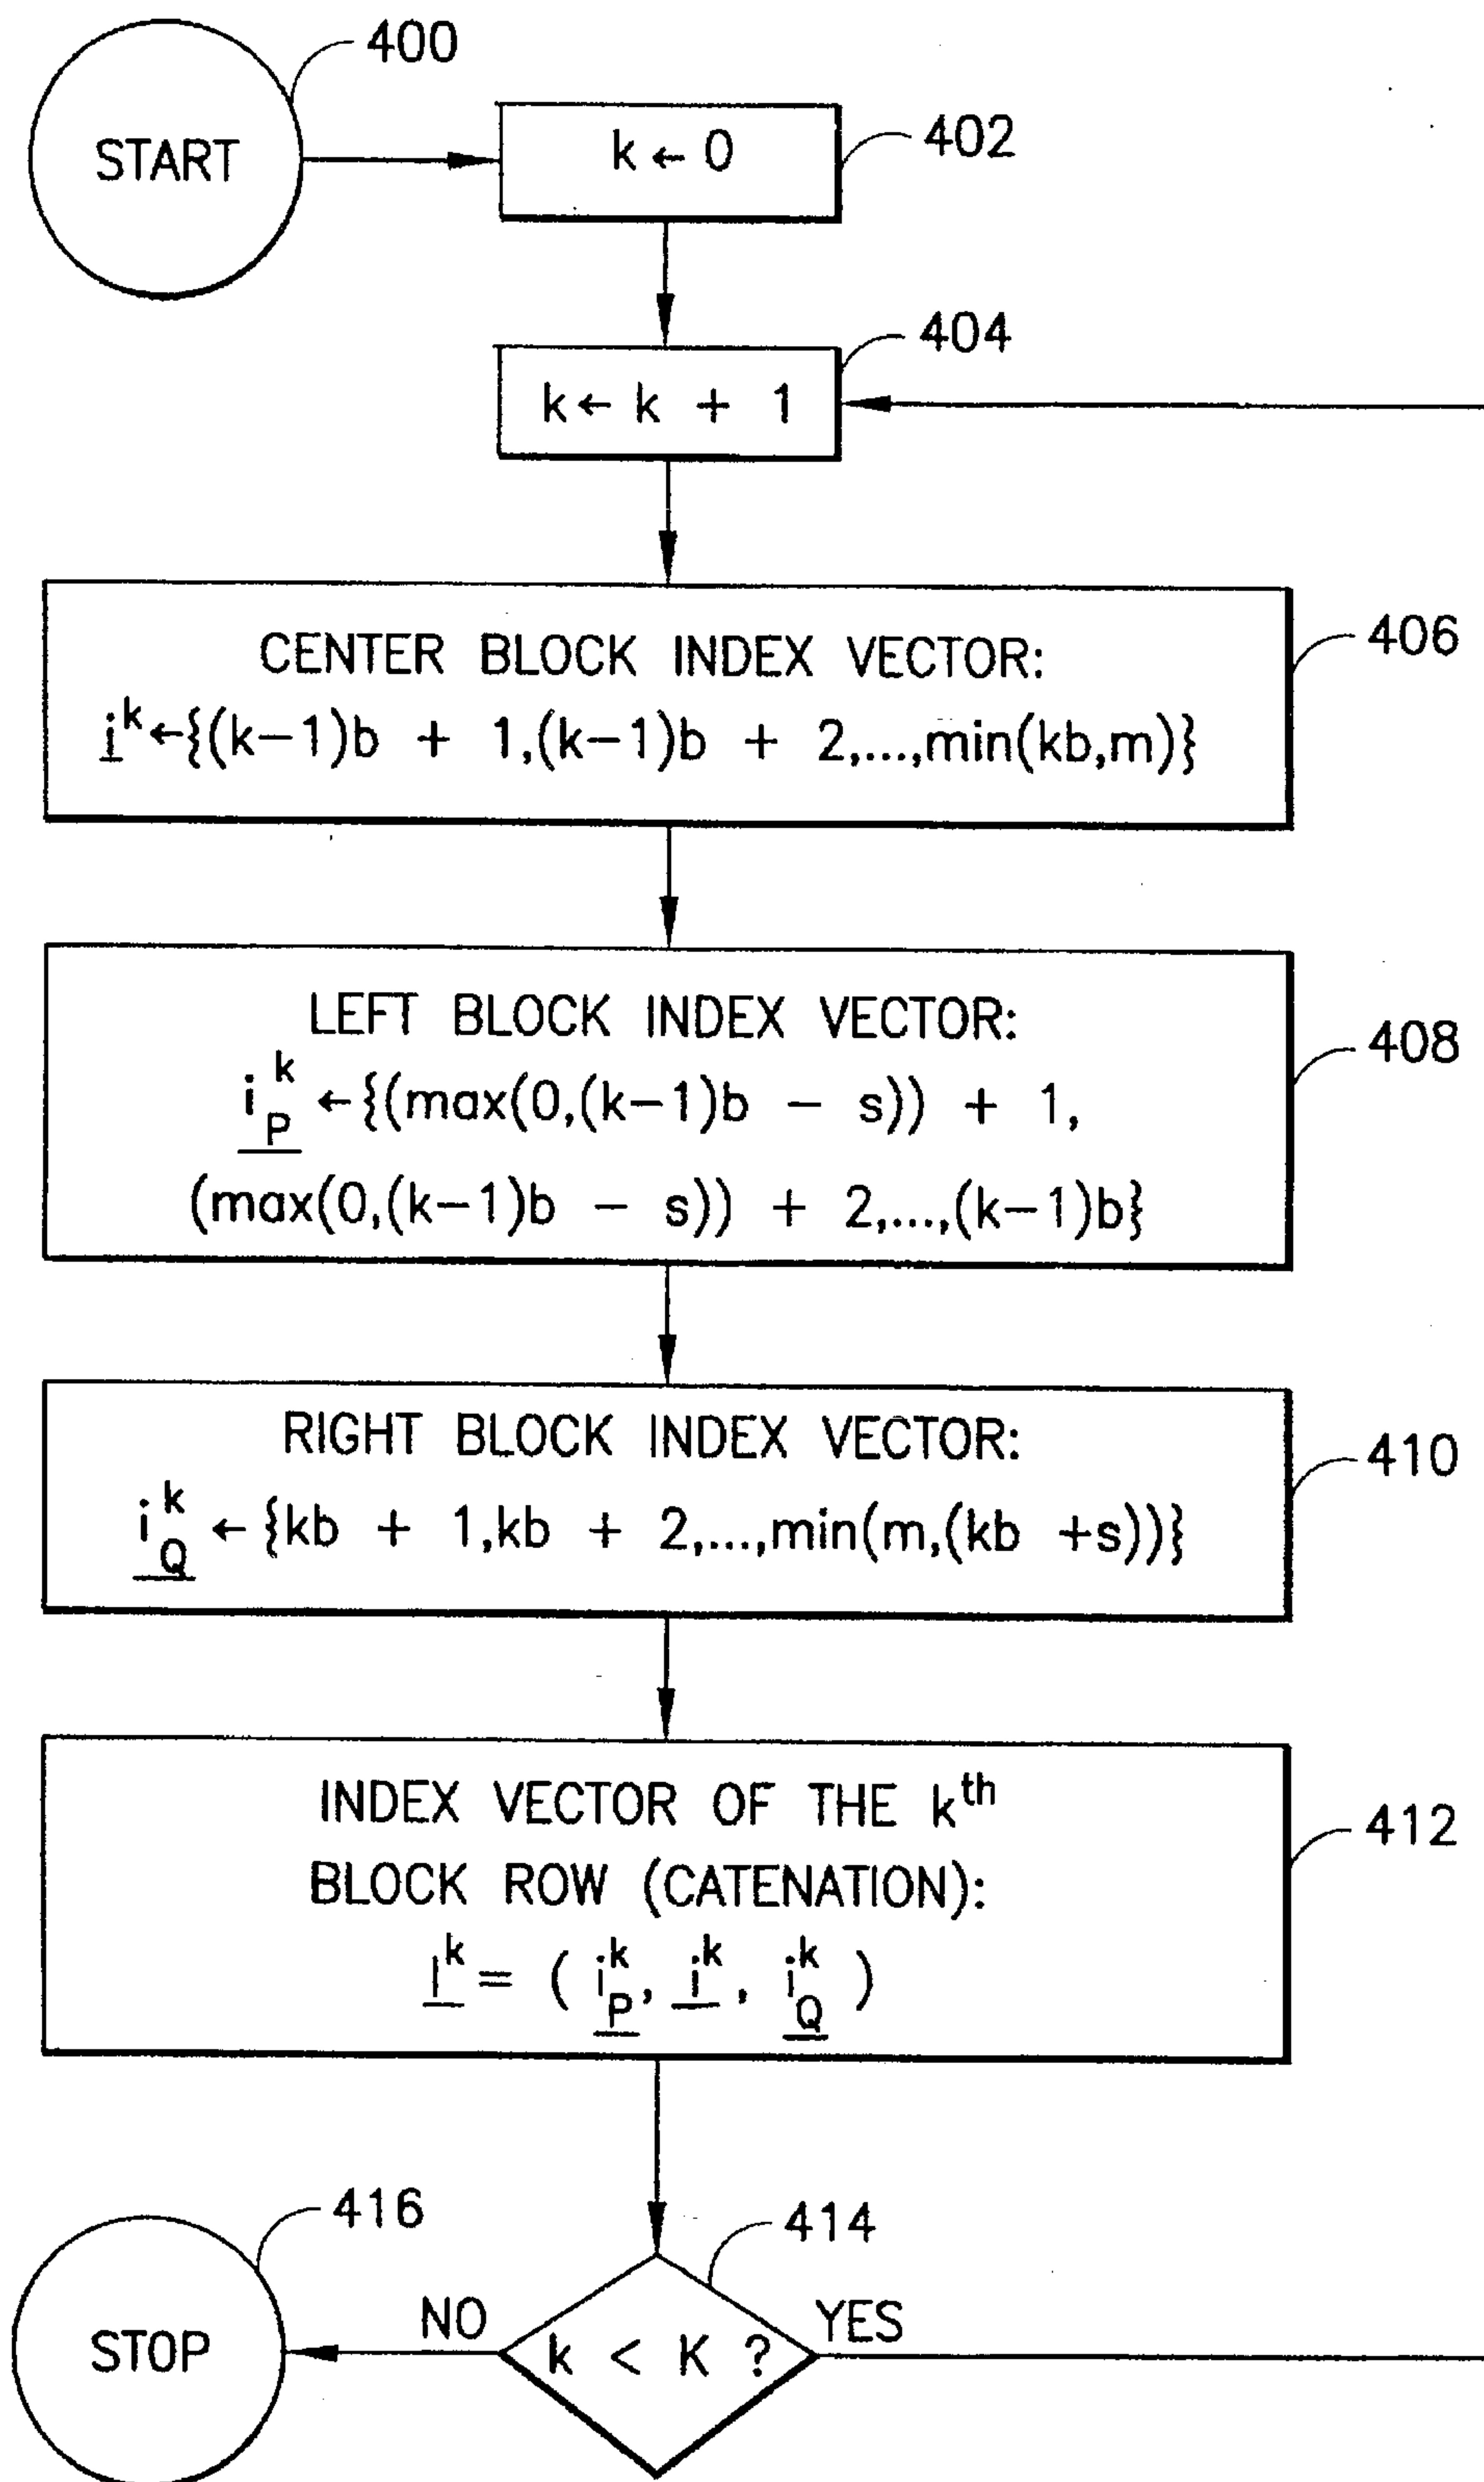 400
START
402
k ← 0
404
k ← k + 1
406
CENTER BLOCK INDEX VECTOR:
i^k ← {(k−1)b + 1,(k−1)b + 2,...,min(kb,m)}
408
LEFT BLOCK INDEX VECTOR:
i_P^k ← {(max(0,(k−1)b − s)) + 1,
(max(0,(k−1)b − s)) + 2,...,(k−1)b}
410
RIGHT BLOCK INDEX VECTOR:
i_Q^k ← {kb + 1,kb + 2,...,min(m,(kb +s))}
412
INDEX VECTOR OF THE k^th
BLOCK ROW (CATENATION):
I^k = ( i_P^k, i^k, i_Q^k )
416
414
STOP
NO
k < K ?
YES